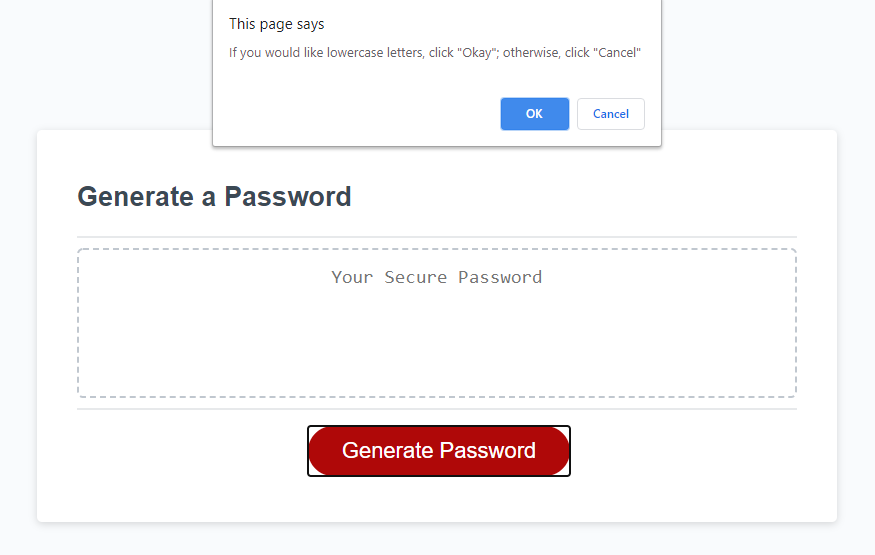 This page says
If you would like lowercase letters, click "Okay"; otherwise, click "Cancel"
OK
Cancel
Generate a Password
Your Secure Password
Generate Password